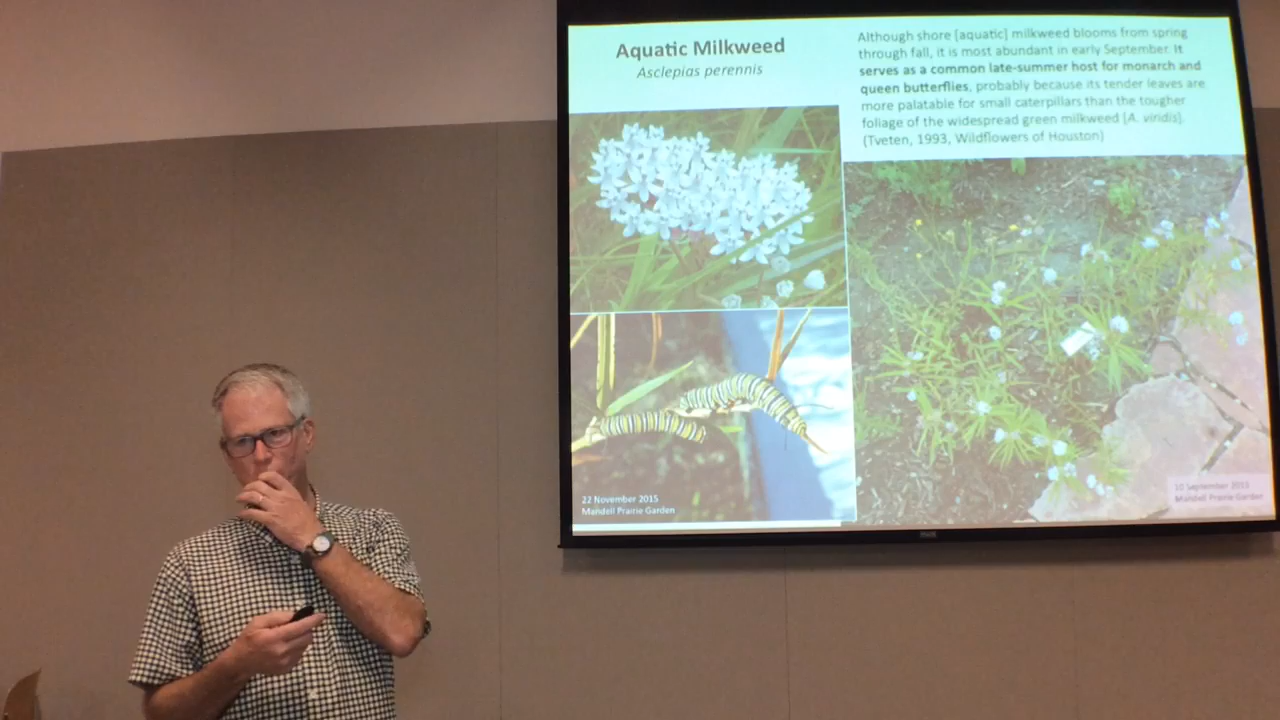 Aquatic Milkweed
Asclepias perennis
Although shore [aquatic] milkweed blooms from spring
through fall, it is most abundant in early September. It
serves as a common late-summer host for monarch and
queen butterflies, probably because its tender leaves are
more palatable for small caterpillars than the tougher
foliage of the widespread green milkweed [A. viridis].
(Tveten, 1993, Wildflowers of Houston)
22 November 2015
Mandell Prairie Garden
10 September 2015
Mandell Prairie Garden